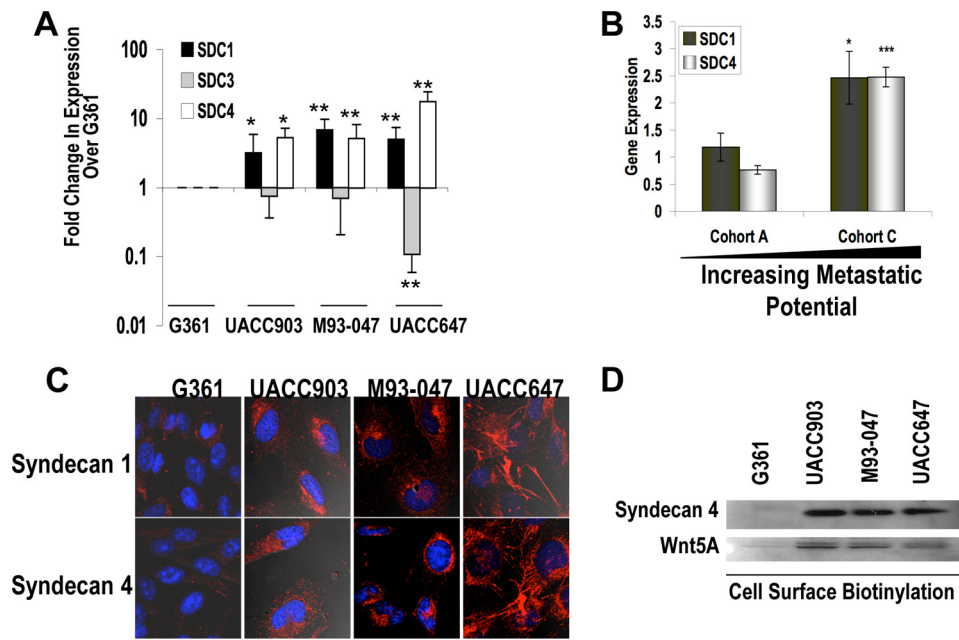 A
Fold Change In Expression
Over G361
100
10
1
0.1
0.01
SDC1
SDC3
SDC4
*
*
**
**
**
**
**
G361
UACC903
M93-047
UACC647
B
Gene Expression
3.5
3
2.5
2
1.5
1
0.5
0
SDC1
SDC4
*
***
Cohort A
Cohort C
Increasing Metastatic
Potential
C
G361
UACC903
M93-047
UACC647
Syndecan 1
Syndecan 4
D
G361
UACC903
M93-047
UACC647
Syndecan 4
Wnt5A
Cell Surface Biotinylation